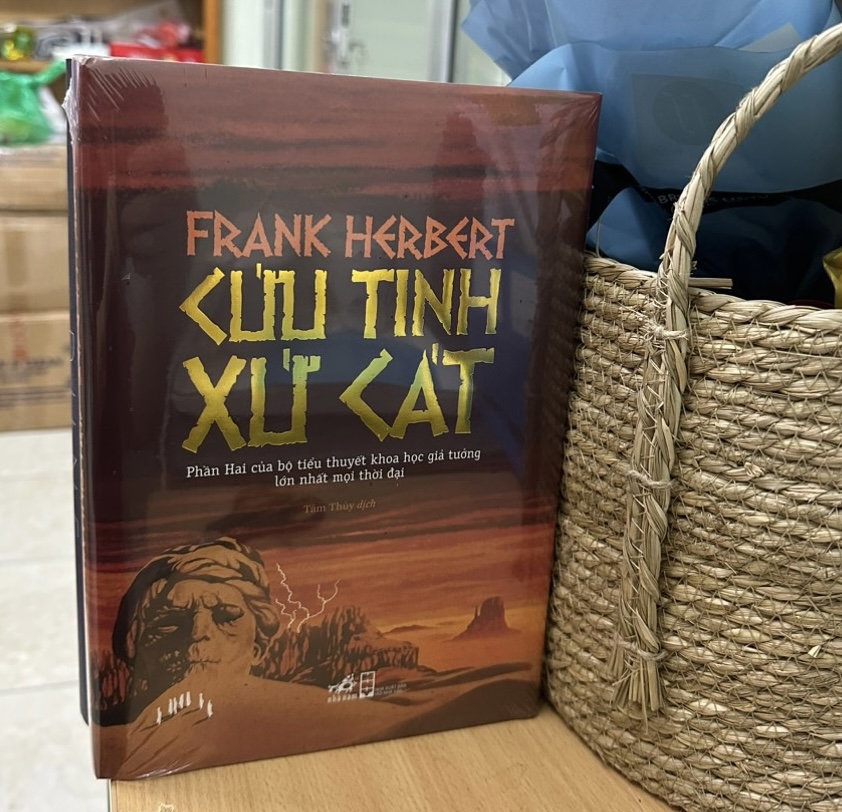 FRANK HERBERT
CỨU TINH
XỨ CÁT
Phần Hai của bộ tiểu thuyết khoa học giả tưởng
lớn nhất mọi thời đại
Tâm Thủy dịch